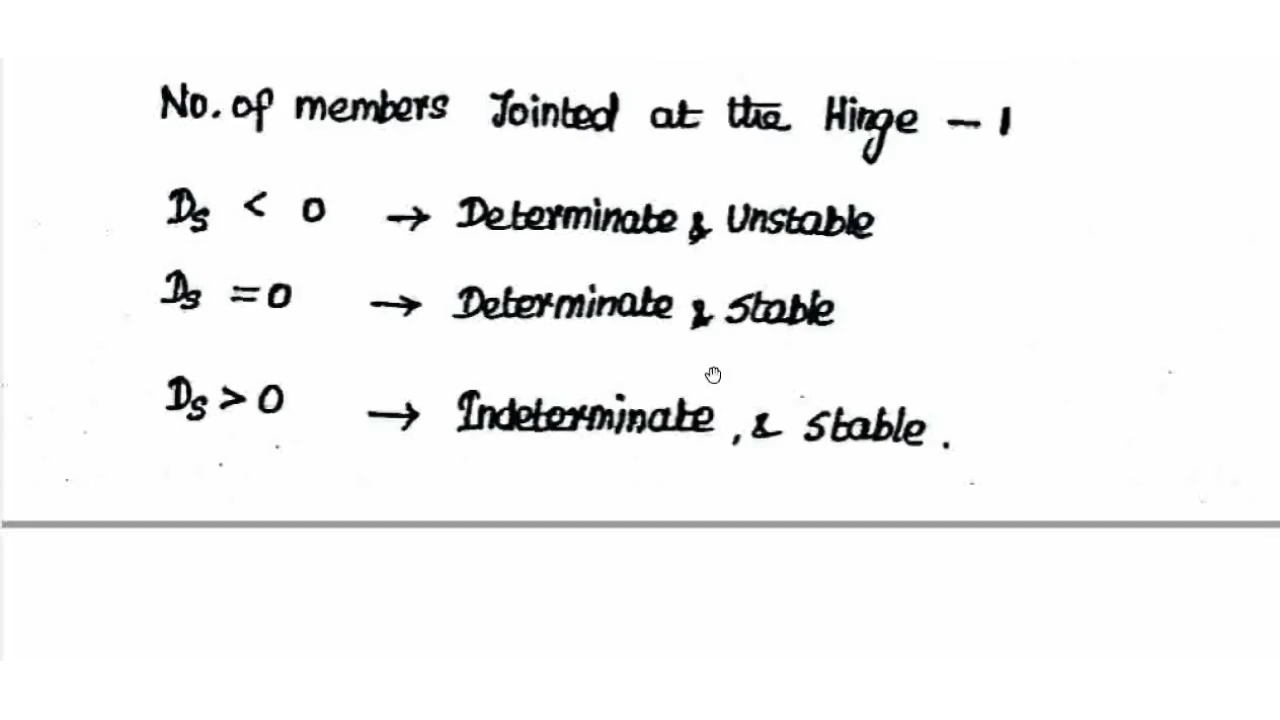 No. of members Jointed at the Hinge - 1
Ds < 0 → Determinate & Unstable
Ds = 0 → Determinate & Stable
Ds > 0 → Indeterminate, & Stable.